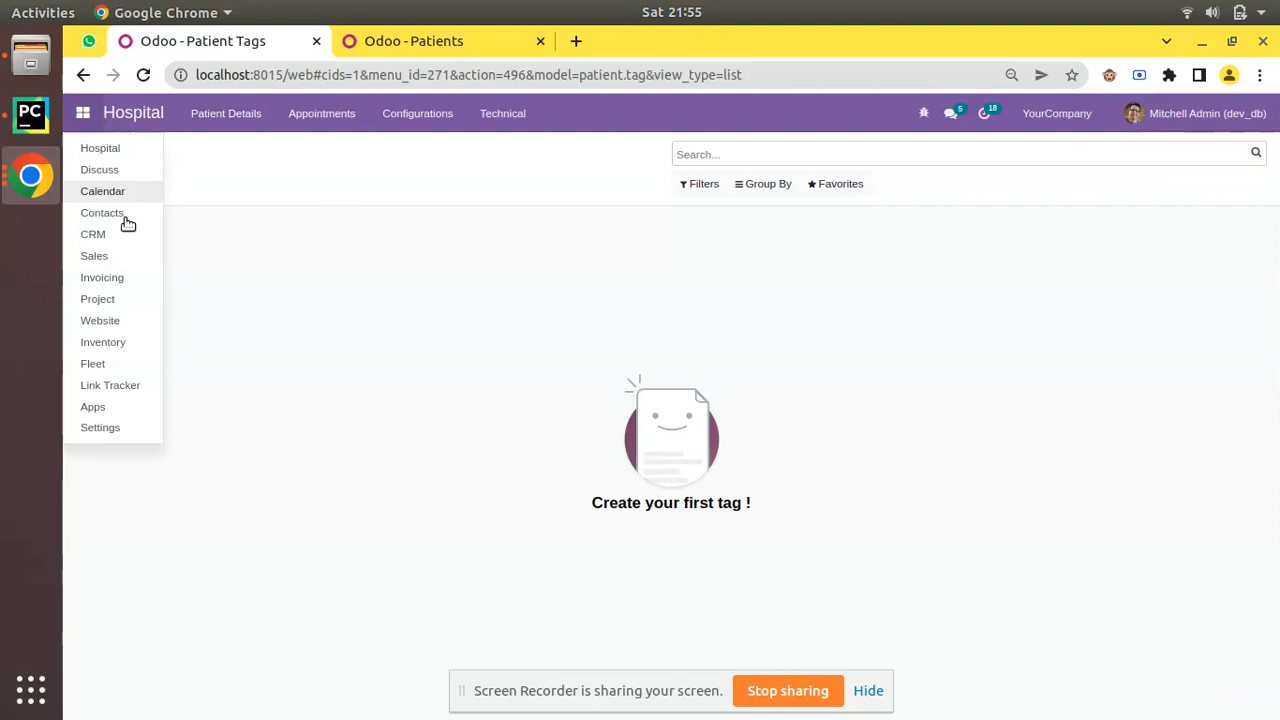 Activities
Google Chrome
Sat 21:55
PC
Odoo - Patient Tags
Odoo - Patients
localhost:8015/web#cids=1&menu_id=271&action=496&model=patient.tag&view_type=list
Hospital
Patient Details
Appointments
Configurations
Technical
5
18
YourCompany
Mitchell Admin (dev_db)
Hospital
Discuss
Calendar
Contacts
CRM
Sales
Invoicing
Project
Website
Inventory
Fleet
Link Tracker
Apps
Settings
Search...
Filters
Group By
Favorites
Create your first tag !
Screen Recorder is sharing your screen.
Stop sharing
Hide